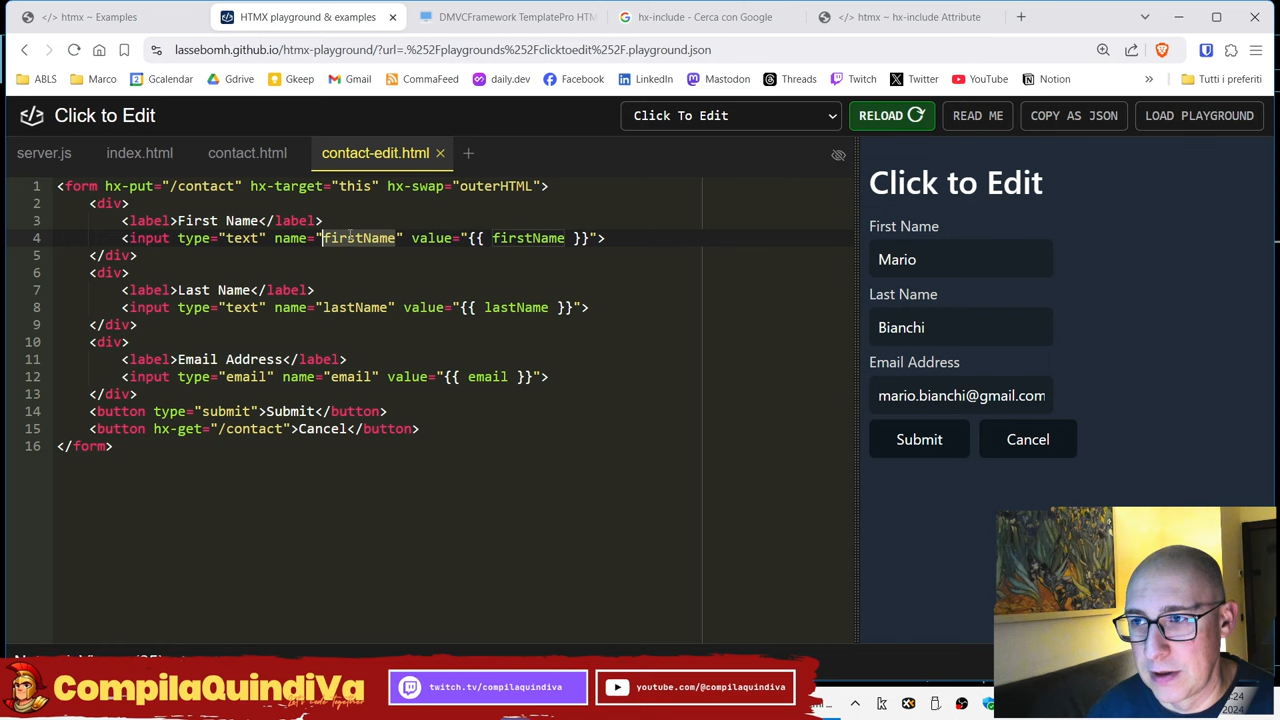 </> htmx ~ Examples
HTMX playground & examples
DMVCFramework TemplatePro HTM
hx-include - Cerca con Google
</> htmx ~ hx-include Attribute
lassebomh.github.io/htmx-playground/?url=.%252Fplaygrounds%252Fclicktoedit%252F.playground.json
ABLS
Marco
Gcalendar
Gdrive
Gkeep
Gmail
CommaFeed
daily.dev
Facebook
LinkedIn
Mastodon
Threads
Twitch
Twitter
YouTube
Notion
»
Tutti i preferiti
Click to Edit
Click To Edit
RELOAD
READ ME
COPY AS JSON
LOAD PLAYGROUND
server.js
index.html
contact.html
contact-edit.html
1 <form hx-put="/contact" hx-target="this" hx-swap="outerHTML">
2 <div>
3 <label>First Name</label>
4 <input type="text" name="firstName" value="{{ firstName }}">
5 </div>
6 <div>
7 <label>Last Name</label>
8 <input type="text" name="lastName" value="{{ lastName }}">
9 </div>
10 <div>
11 <label>Email Address</label>
12 <input type="email" name="email" value="{{ email }}">
13 </div>
14 <button type="submit">Submit</button>
15 <button hx-get="/contact">Cancel</button>
16 </form>
Click to Edit
First Name
Mario
Last Name
Bianchi
Email Address
mario.bianchi@gmail.com
Submit
Cancel
CompilaQuindiVa
twitch.tv/compilaquindiva
youtube.com/@compilaquindiva